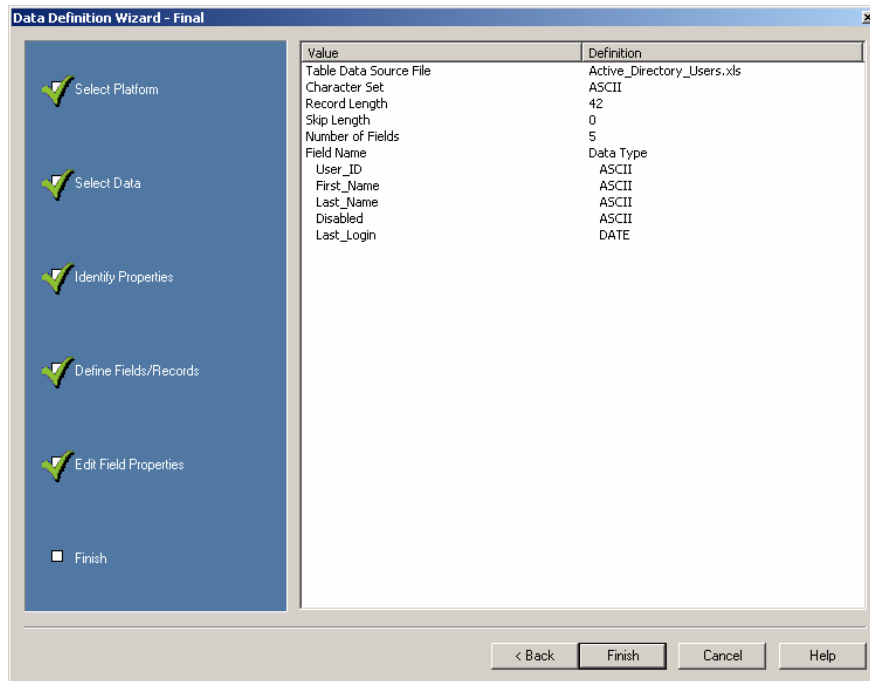 Data Definition Wizard - Final
Select Platform
Select Data
Identify Properties
Define Fields/Records
Edit Field Properties
Finish
Value Definition
Table Data Source File Active_Directory_Users.xls
Character Set ASCII
Record Length 42
Skip Length 0
Number of Fields 5
Field Name Data Type
User_ID ASCII
First_Name ASCII
Last_Name ASCII
Disabled ASCII
Last_Login DATE
< Back Finish Cancel Help